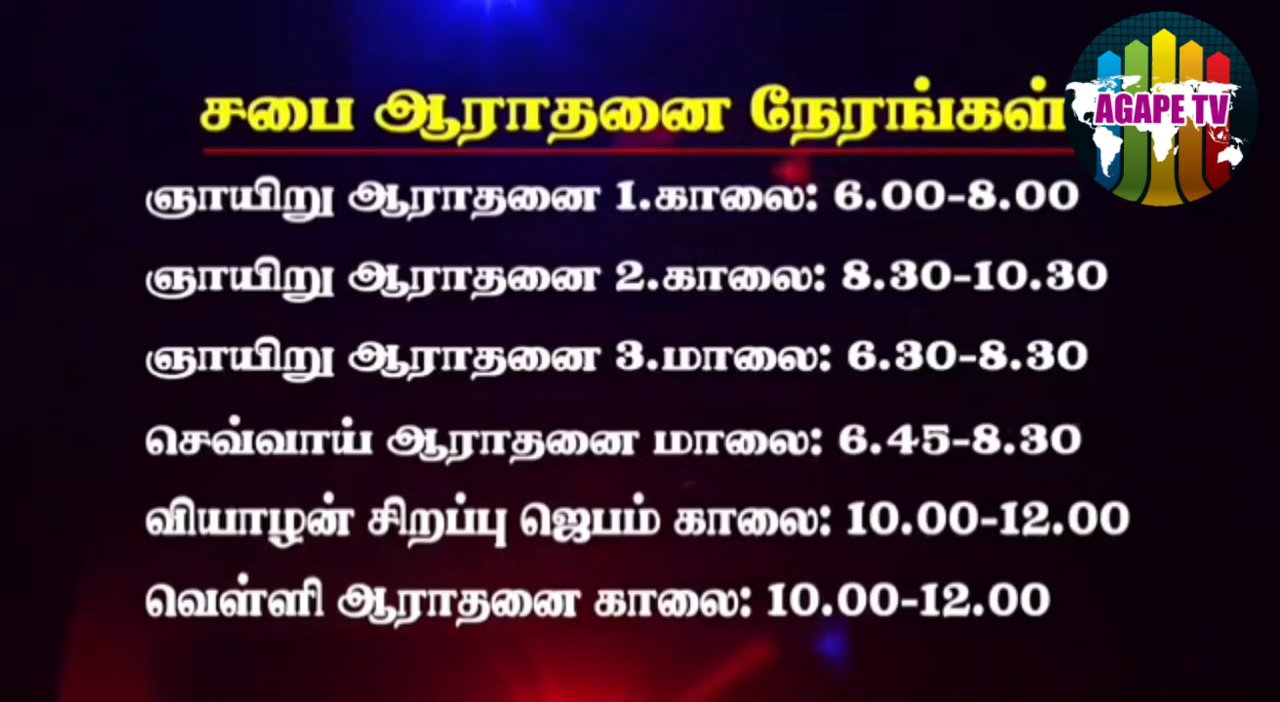 சபை ஆராதனை நேரங்கள்
AGAPE TV
ஞாயிறு ஆராதனை 1.காலை: 6.00-8.00
ஞாயிறு ஆராதனை 2.காலை: 8.30-10.30
ஞாயிறு ஆராதனை 3.மாலை: 6.30-8.30
செவ்வாய் ஆராதனை மாலை: 6.45-8.30
வியாழன் சிறப்பு ஜெபம் காலை: 10.00-12.00
வெள்ளி ஆராதனை காலை: 10.00-12.00